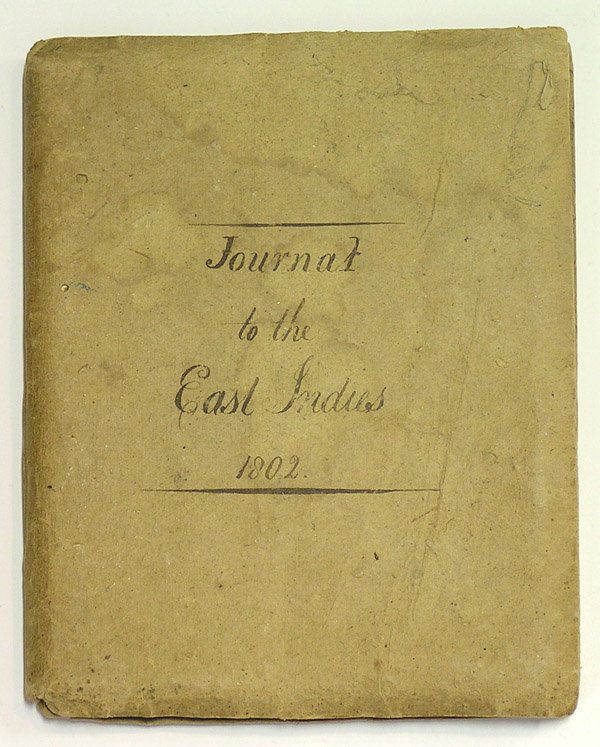 Journal
to the
East Indies
1802.